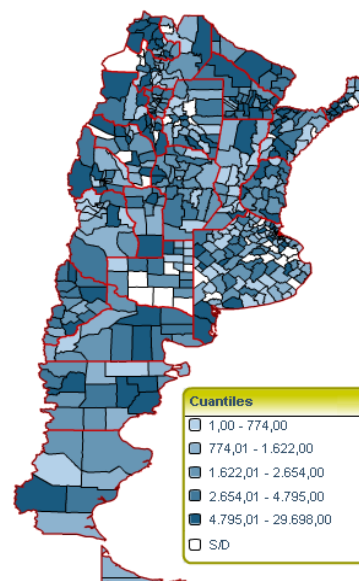 Cuantiles
1,00 - 774,00
774,01 - 1.622,00
1.622,01 - 2.654,00
2.654,01 - 4.795,00
4.795,01 - 29.698,00
S/D